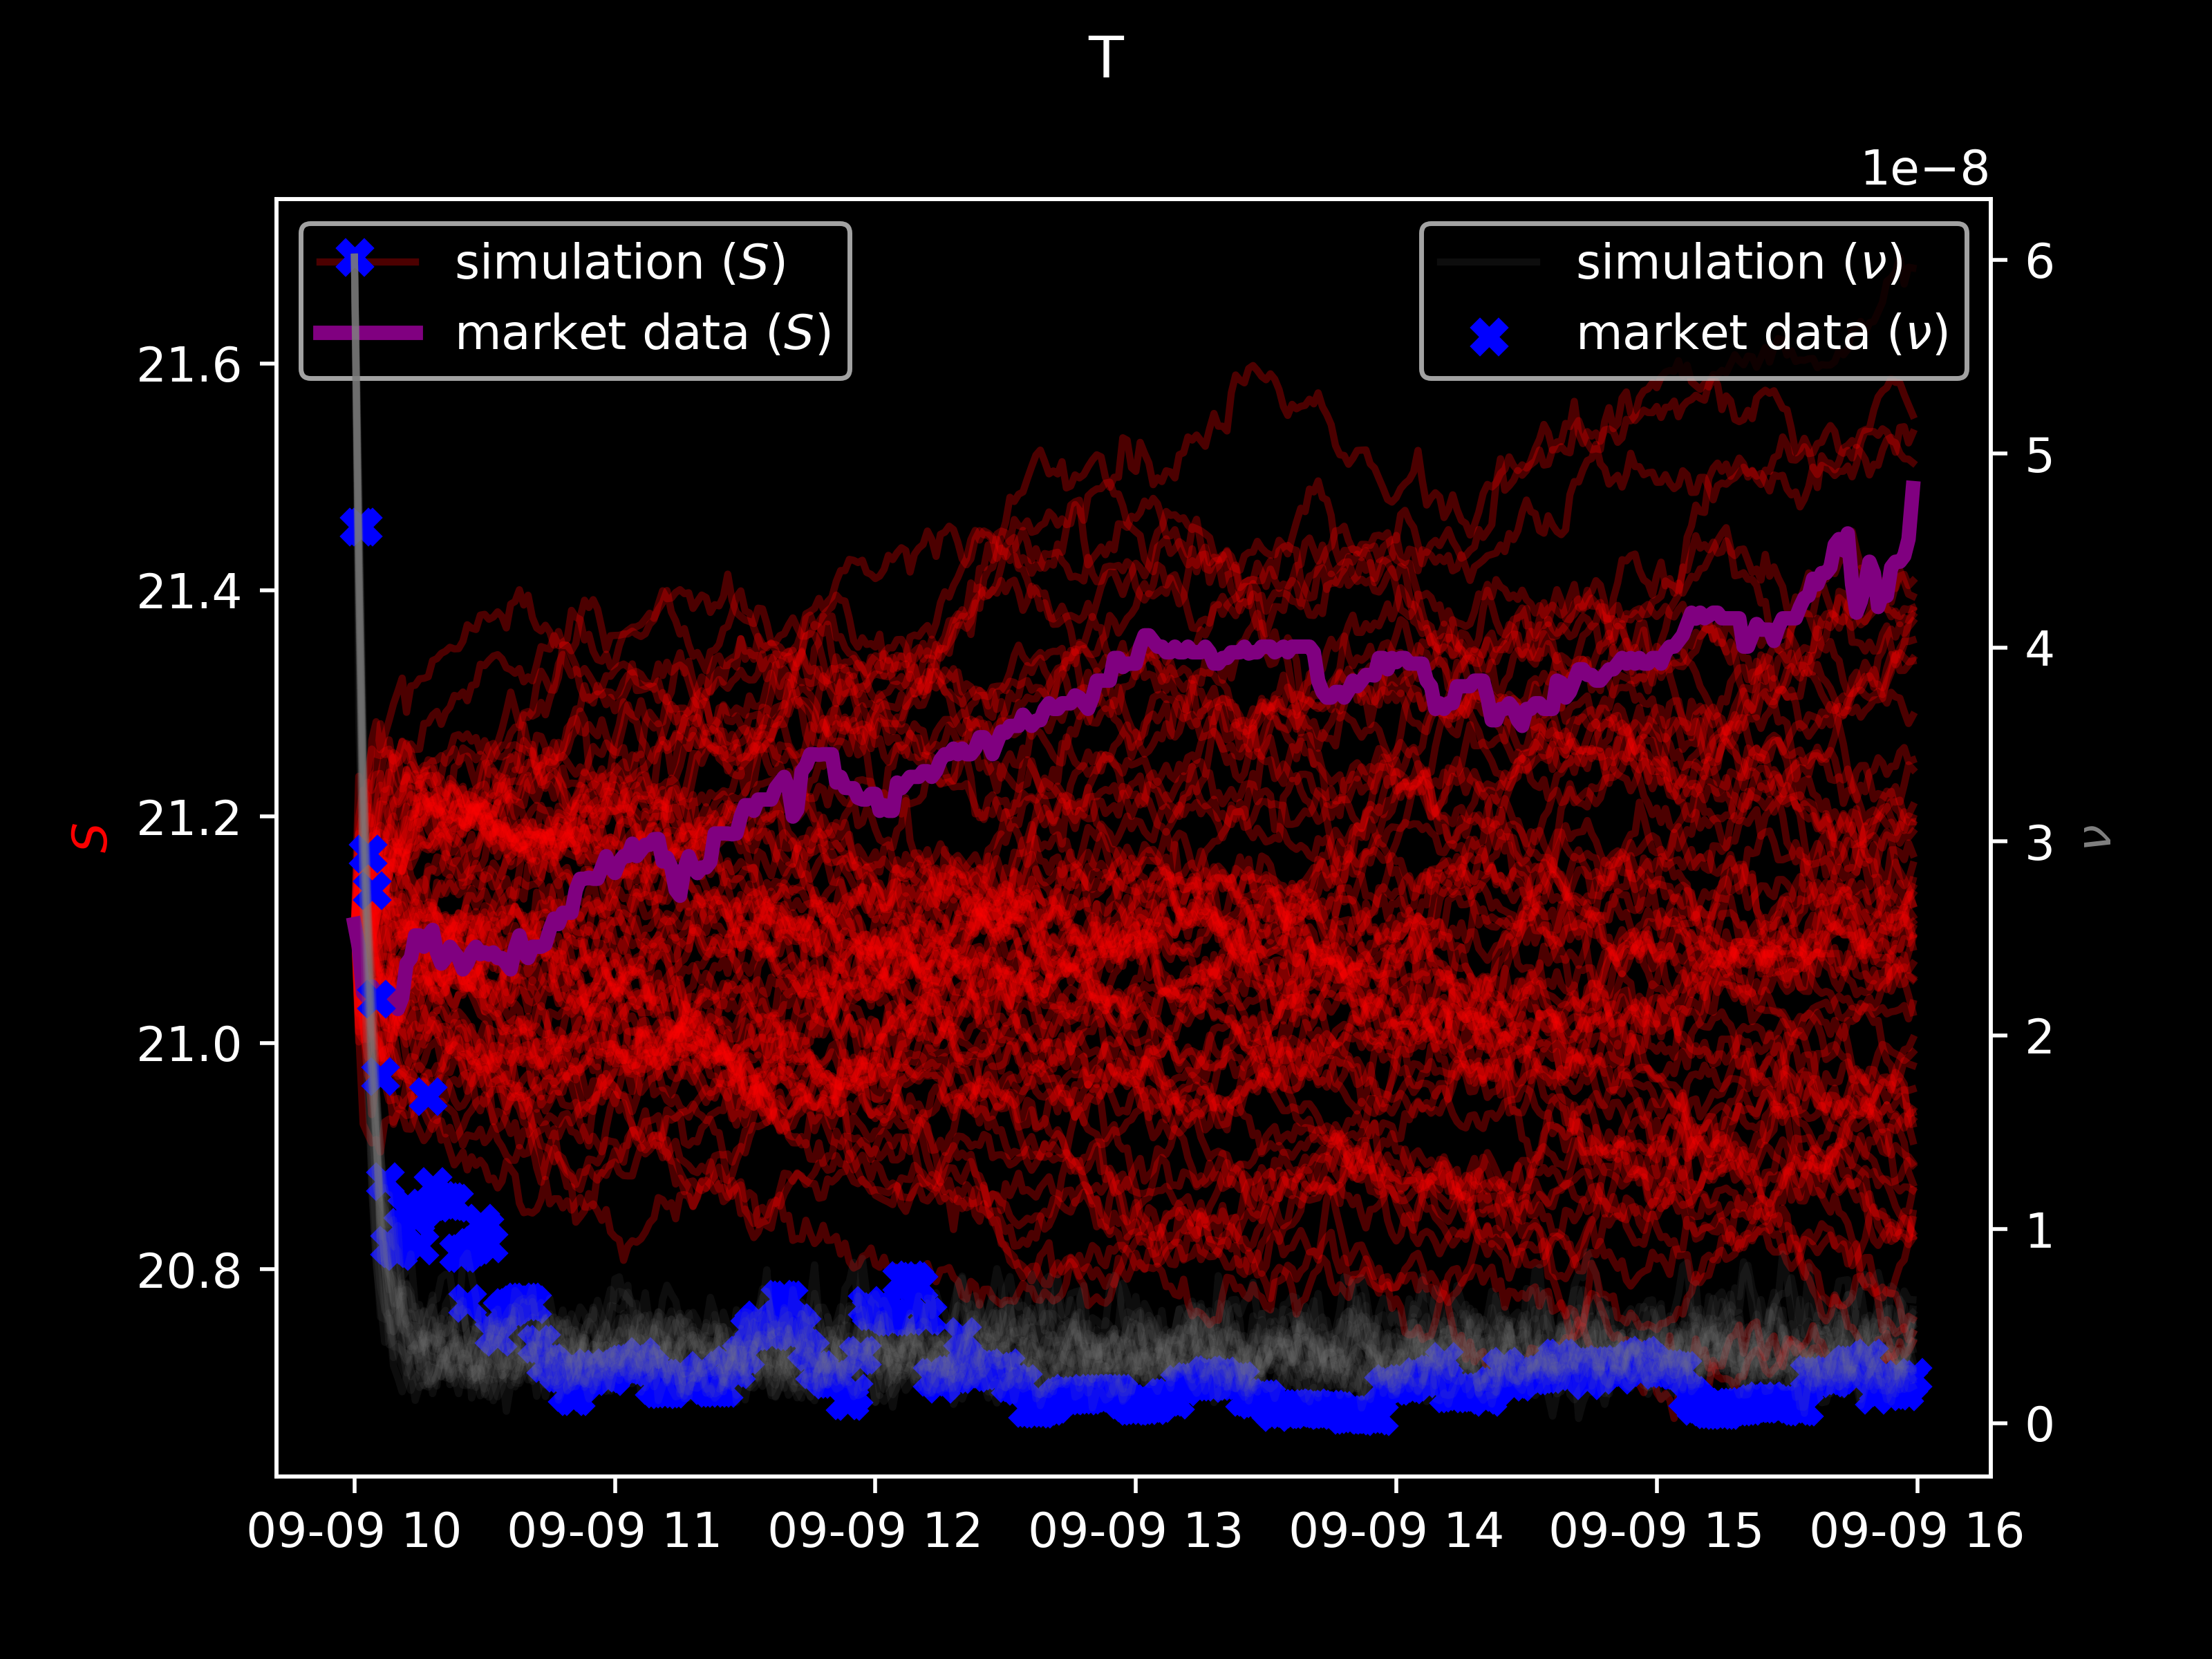 T
1e−8
simulation (S)
market data (S)
simulation (ν)
market data (ν)
21.6
21.4
21.2
21.0
20.8
S
6
5
4
3
2
1
0
ν
09-09 10 09-09 11 09-09 12 09-09 13 09-09 14 09-09 15 09-09 16